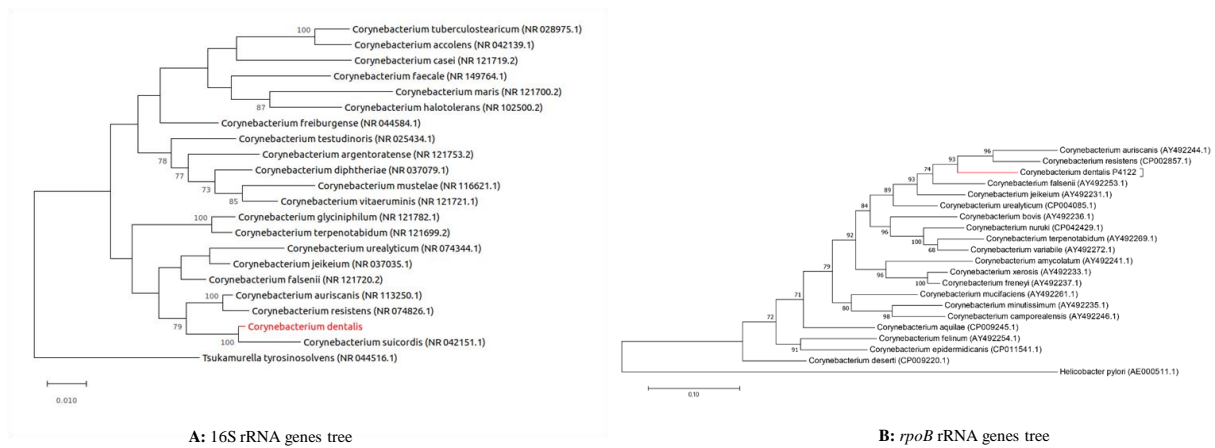 100
Corynebacterium tuberculostearicum (NR 028975.1)
Corynebacterium accolens (NR 042139.1)
Corynebacterium casei (NR 121719.2)
Corynebacterium faecale (NR 149764.1)
Corynebacterium maris (NR 121700.2)
87
Corynebacterium halotolerans (NR 102500.2)
Corynebacterium freiburgense (NR 044584.1)
Corynebacterium testudinoris (NR 025434.1)
78
Corynebacterium argentoratense (NR 121753.2)
77
Corynebacterium diphtheriae (NR 037079.1)
73
Corynebacterium mustelae (NR 116621.1)
85
Corynebacterium vitaeruminis (NR 121721.1)
100
Corynebacterium glyciniphilum (NR 121782.1)
Corynebacterium terpenotabidum (NR 121699.2)
Corynebacterium urealyticum (NR 074344.1)
Corynebacterium jeikeium (NR 037035.1)
Corynebacterium falsenii (NR 121720.2)
100
Corynebacterium auriscanis (NR 113250.1)
Corynebacterium resistens (NR 074826.1)
79
Corynebacterium dentalis
100
Corynebacterium suicordis (NR 042151.1)
Tsukamurella tyrosinosolvens (NR 044516.1)
0.010
A: 16S rRNA genes tree
96
Corynebacterium auriscanis (AY492244.1)
93
Corynebacterium resistens (CP002857.1)
74
Corynebacterium dentalis P4122
93
Corynebacterium falsenii (AY492253.1)
89
Corynebacterium jeikeium (AY492231.1)
84
Corynebacterium urealyticum (CP004085.1)
Corynebacterium bovis (AY492236.1)
96
Corynebacterium nuruki (CP042429.1)
92
100
Corynebacterium terpenotabidum (AY492269.1)
68
Corynebacterium variabile (AY492272.1)
79
Corynebacterium amycolatum (AY492241.1)
96
Corynebacterium xerosis (AY492233.1)
100
Corynebacterium freneyi (AY492237.1)
71
Corynebacterium mucifaciens (AY492261.1)
80
Corynebacterium minutissimum (AY492235.1)
98
Corynebacterium camporealensis (AY492246.1)
72
Corynebacterium aquilae (CP009245.1)
Corynebacterium felinum (AY492254.1)
91
Corynebacterium epidermidicanis (CP011541.1)
Corynebacterium deserti (CP009220.1)
Helicobacter pylori (AE000511.1)
0.10
B: rpoB rRNA genes tree